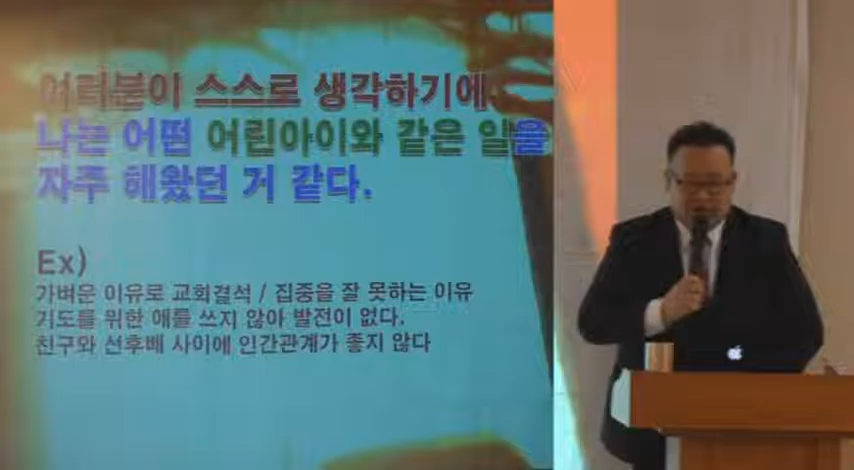 여러분이 스스로 생각하기에
나는 어떤 어린아이와 같은 일을
자주 해왔던 거 같다.
Ex)
가벼운 이유로 교회결석 / 집중을 잘 못하는 이유
기도를 위한 애를 쓰지 않아 발전이 없다.
친구와 선후배 사이에 인간관계가 좋지 않다